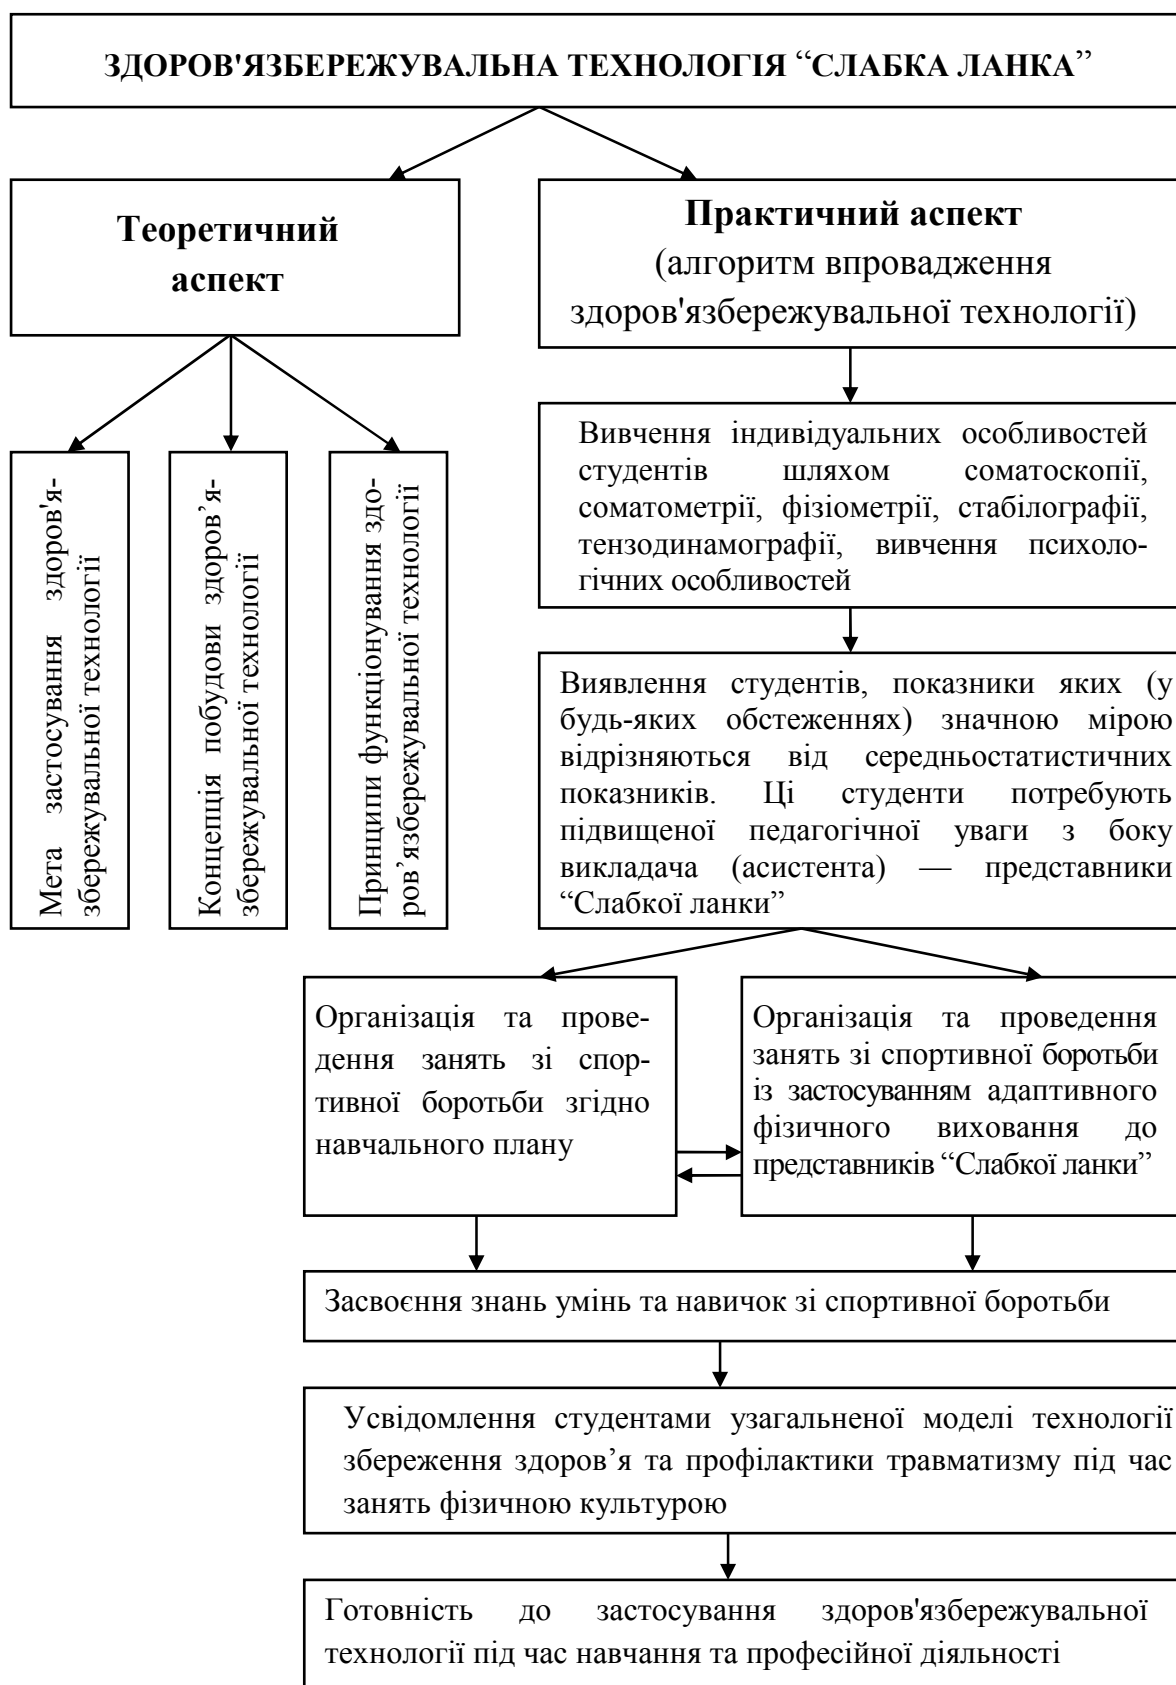 ЗДОРОВ'ЯЗБЕРЕЖУВАЛЬНА ТЕХНОЛОГІЯ “СЛАБКА ЛАНКА”
Теоретичний
аспект
Практичний аспект
(алгоритм впровадження
здоров'язбережувальної технології)
Мета застосування здоров'я-
збережувальної технології
Концепція побудови здоров’я-
збережувальної технології
Принципи функціонування здо-
ров’язбережувальної технології
Вивчення індивідуальних особливостей
студентів шляхом соматоскопії,
соматометрії, фізіометрії, стабілографії,
тензодинамографії, вивчення психоло-
гічних особливостей
Виявлення студентів, показники яких (у
будь-яких обстеженнях) значною мірою
відрізняються від середньостатистичних
показників. Ці студенти потребують
підвищеної педагогічної уваги з боку
викладача (асистента) — представники
“Слабкої ланки”
Організація та прове-
дення занять зі спор-
тивної боротьби згідно
навчального плану
Організація та проведення
занять зі спортивної боротьби
із застосуванням адаптивного
фізичного виховання до
представників “Слабкої ланки”
Засвоєння знань умінь та навичок зі спортивної боротьби
Усвідомлення студентами узагальненої моделі технології
збереження здоров’я та профілактики травматизму під час
занять фізичною культурою
Готовність до застосування здоров'язбережувальної
технології під час навчання та професійної діяльності